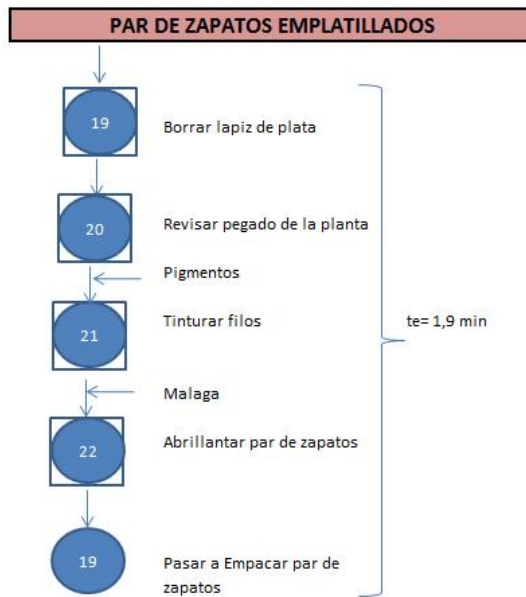 PAR DE ZAPATOS EMPLATILLADOS
19
Borrar lapiz de plata
20
Revisar pegado de la planta
Pigmentos
21
Tinturar filos
te= 1,9 min
Malaga
22
Abrillantar par de zapatos
19
Pasar a Empacar par de
zapatos